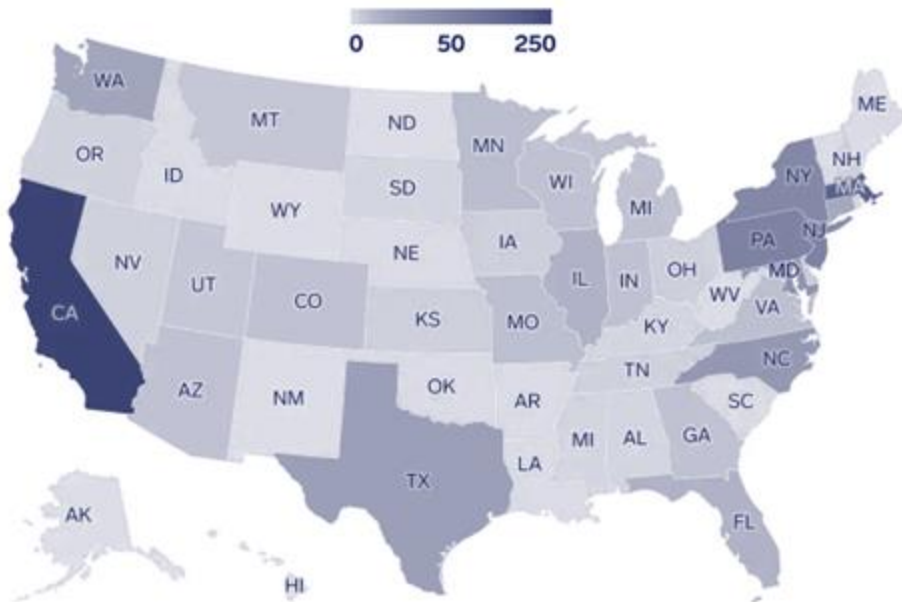 0 50 250
WA
MT
ND
MN
ME
OR
ID
SD
WI
MI
NY
NH
MA
WY
IA
PA
NJ
NV
UT
NE
IL
IN
OH
MD
CA
CO
KS
MO
WV
VA
KY
AZ
NM
OK
TN
NC
AR
SC
TX
LA
MI
AL
GA
AK
FL
HI